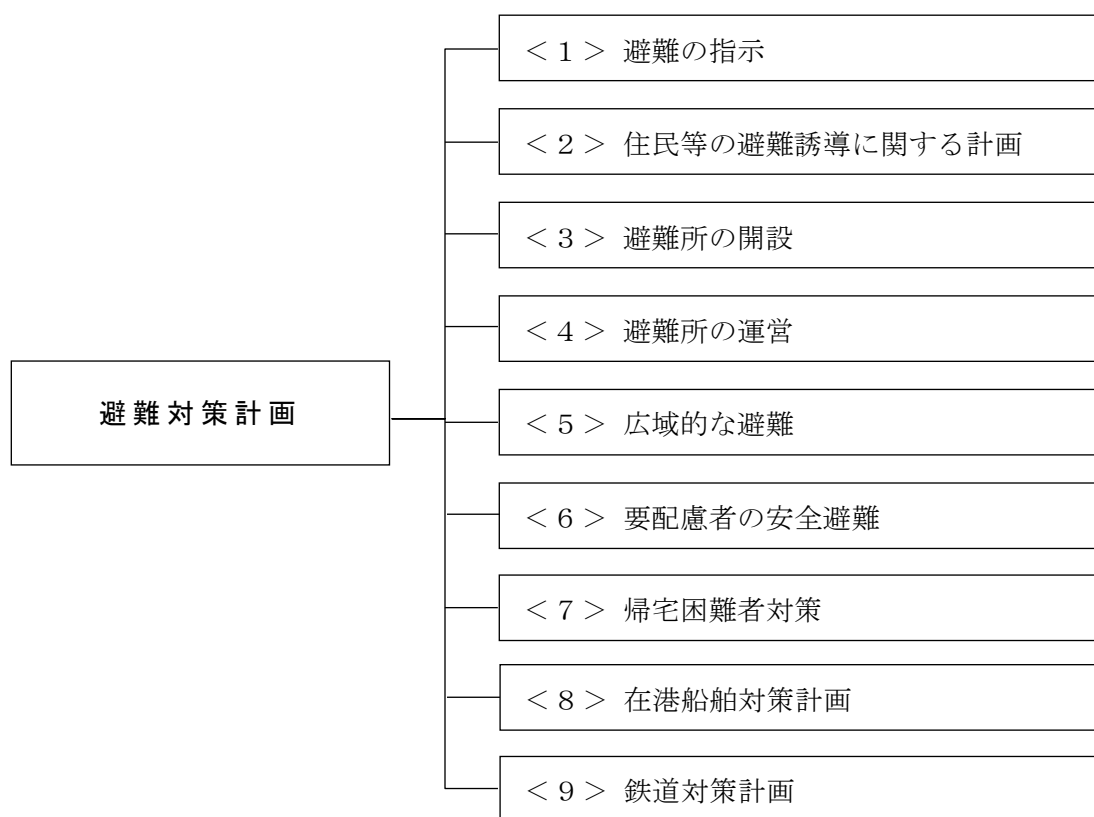 <1> 避難の指示
<2> 住民等の避難誘導に関する計画
<3> 避難所の開設
<4> 避難所の運営
避難対策計画
<5> 広域的な避難
<6> 要配慮者の安全避難
<7> 帰宅困難者対策
<8> 在港船舶対策計画
<9> 鉄道対策計画